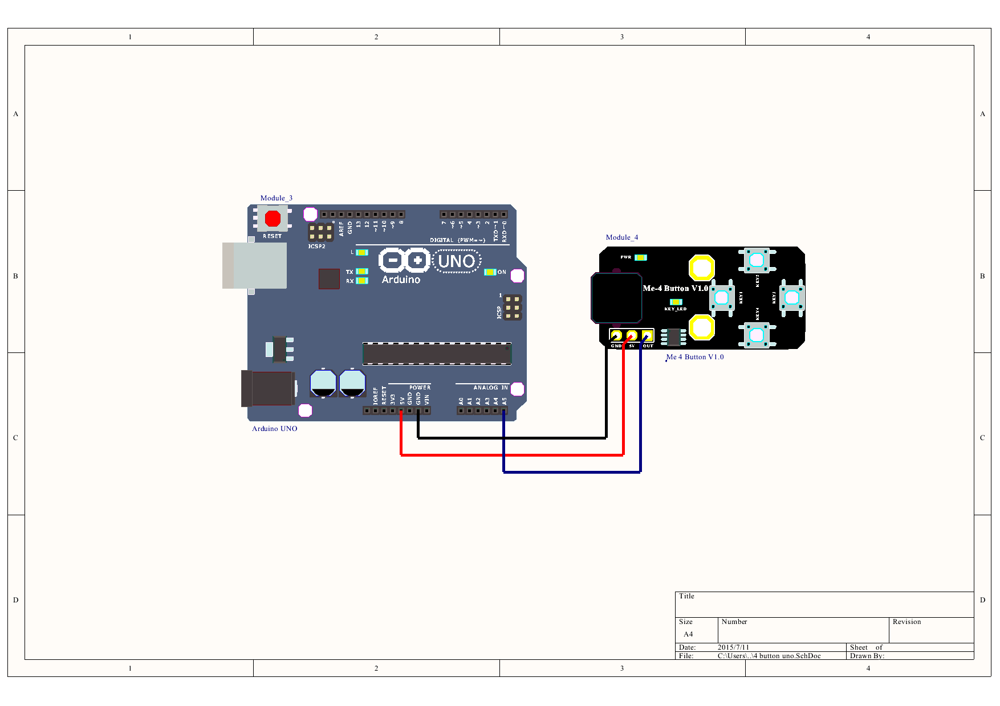 1 2 3 4
A A
B B
C C
D D
Module_3
RESET
ICSP2
AREF
GND
13
12
~11
~10
~9
8
7
~6
~5
4
~3
2
TXD→1
RXD←0
DIGITAL (PWM=~)
L
TX
RX
UNO
Arduino
ON
1
ICSP
POWER
ANALOG IN
IOREF
RESET
3V3
5V
GND
GND
VIN
A0
A1
A2
A3
A4
A5
Arduino UNO
Module_4
PWR
Me-4 Button V1.0
KEY_LED
KEY1
KEY2
KEY3
KEY4
GND 5V OUT
Me 4 Button V1.0
Title
Size Number Revision
A4
Date: 2015/7/11 Sheet of
File: C:\Users\..\4 button uno.SchDoc Drawn By:
1 2 3 4